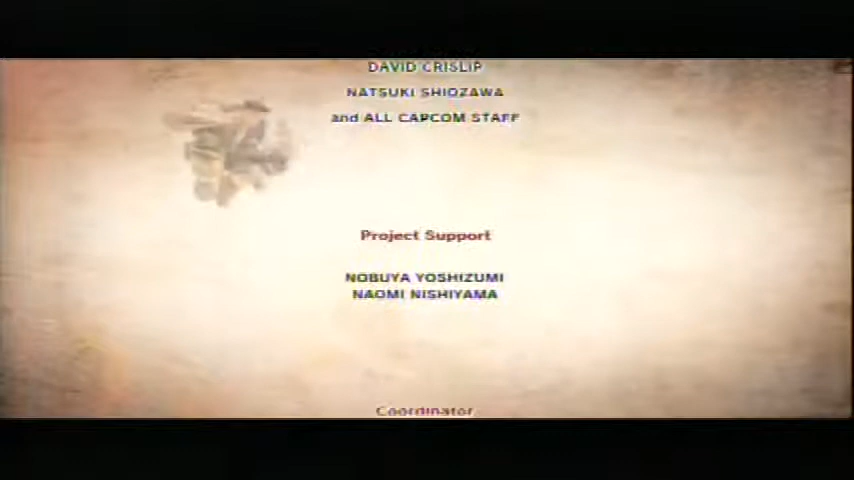 DAVID CRISLIP
NATSUKI SHIOZAWA
and ALL CAPCOM STAFF
Project Support
NOBUYA YOSHIZUMI
NAOMI NISHIYAMA
Coordinator